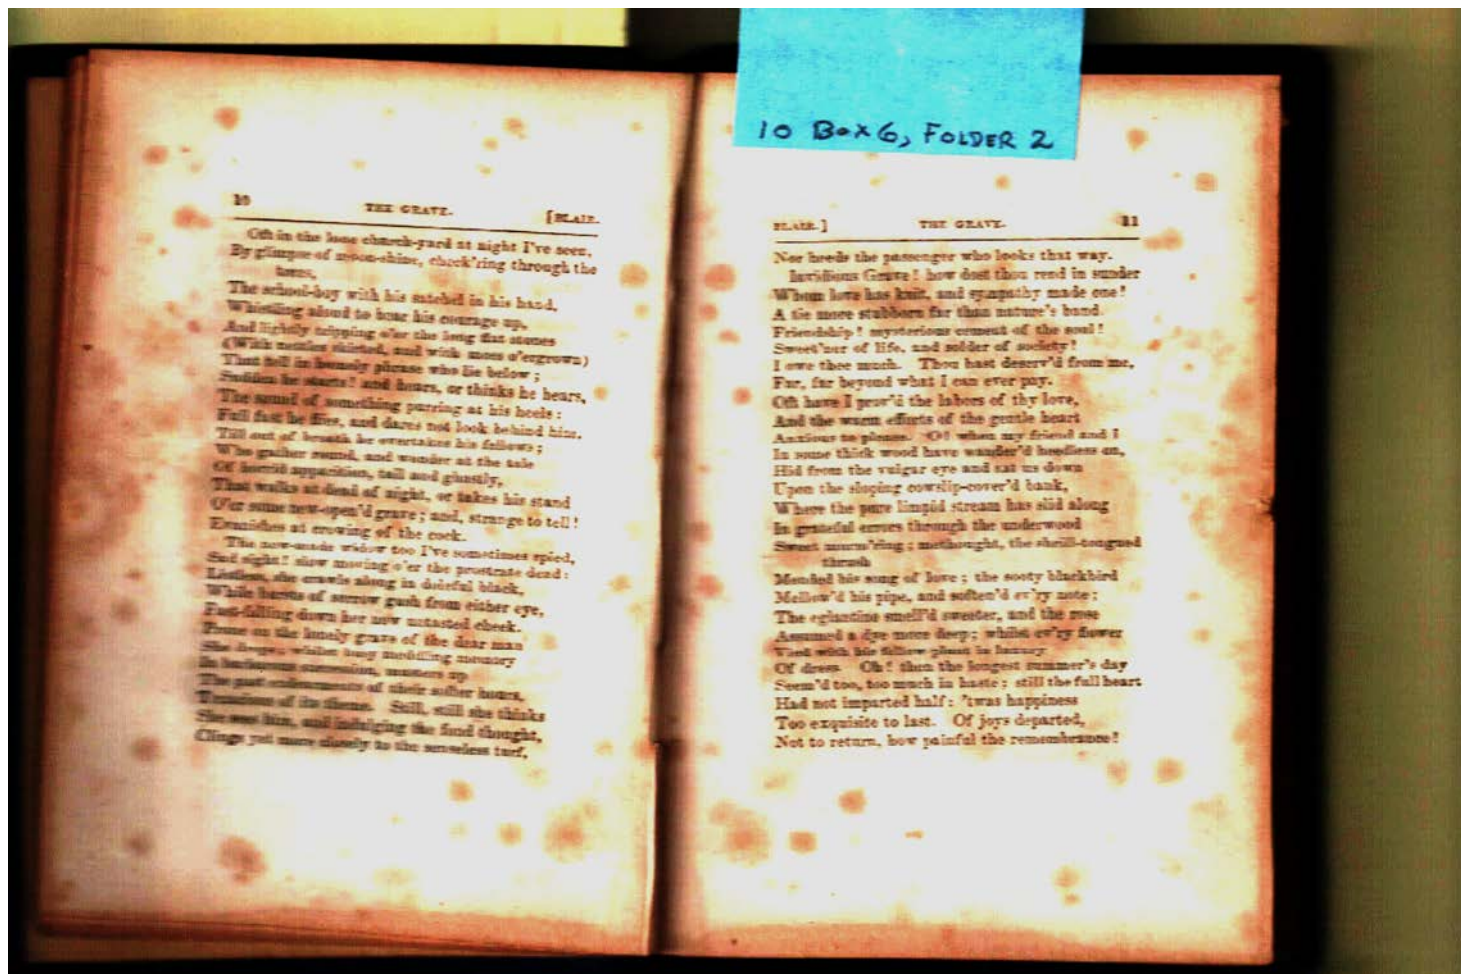 10 BOX 6, FOLDER 2
10 THE GRAVE. [BLAIR.
Oft in the lone church-yard at night I've seen,
By glimpse of moon-shine, check'ring through the
trees,
The school-boy with his satchel in his hand,
Whistling aloud to bear his courage up,
And lightly tripping o'er the long flat stones
(With nettles skirted, and with moss o'ergrown)
That tell in homely phrase who lie below;
Sudden he starts! and hears, or thinks he hears,
The sound of something purring at his heels:
Full fast he flies, and dares not look behind him,
Till out of breath he overtakes his fellows;
Who gather round, and wonder at the tale
Of horrid apparition, tall and ghastly,
That walks at dead of night, or takes his stand
O'er some new-open'd grave; and, strange to tell!
Evanishes at crowing of the cock.
The new-made widow too I've sometimes spied,
Sad sight! slow moving o'er the prostrate dead:
Listless, she crawls along in doleful black,
While bursts of sorrow gush from either eye,
Fast-falling down her now untasted cheek.
Prone on the lonely grave of the dear man
She drops; whilst busy meddling memory
In barbarous succession, musters up
The past endearments of their softer hours,
Tenacious of its theme. Still, still she thinks
She sees him, and indulging the fond thought,
Clings yet more closely to the senseless turf,
BLAIR.] THE GRAVE. 11
Nor heeds the passenger who looks that way.
Invidious Grave! how dost thou rend in sunder
Whom love has knit, and sympathy made one!
A tie more stubborn far than nature's band.
Friendship! mysterious cement of the soul!
Sweet'ner of life, and solder of society!
I owe thee much. Thou hast deserv'd from me,
Far, far beyond what I can ever pay.
Oft have I prov'd the labors of thy love,
And the warm efforts of the gentle heart
Anxious to please. O! when my friend and I
In some thick wood have wander'd heedless on,
Hid from the vulgar eye and sat us down
Upon the sloping cowslip-cover'd bank,
Where the pure limpid stream has slid along
In grateful errors through the underwood
Sweet murm'ring; methought, the shrill-tongued
thrush
Mended his song of love; the sooty blackbird
Mellow'd his pipe, and soften'd ev'ry note;
The eglantine smell'd sweeter, and the rose
Assumed a dye more deep; whilst ev'ry flower
Vied with his fellow plant in luxury
Of dress. Oh! then the longest summer's day
Seem'd too, too much in haste; still the full heart
Had not imparted half: 'twas happiness
Too exquisite to last. Of joys departed,
Not to return, how painful the remembrance!